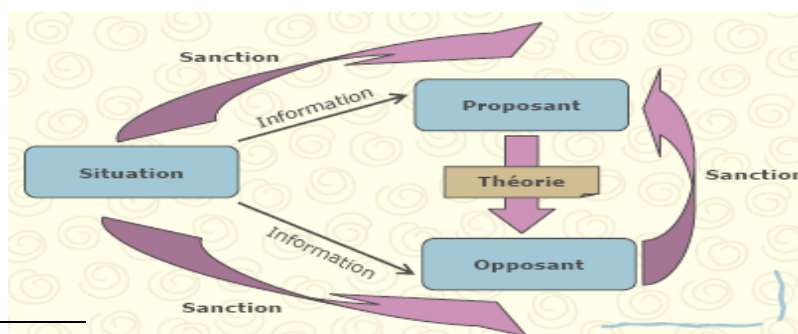 Sanction
Information
Proposant
Situation
Théorie
Sanction
Information
Opposant
Sanction